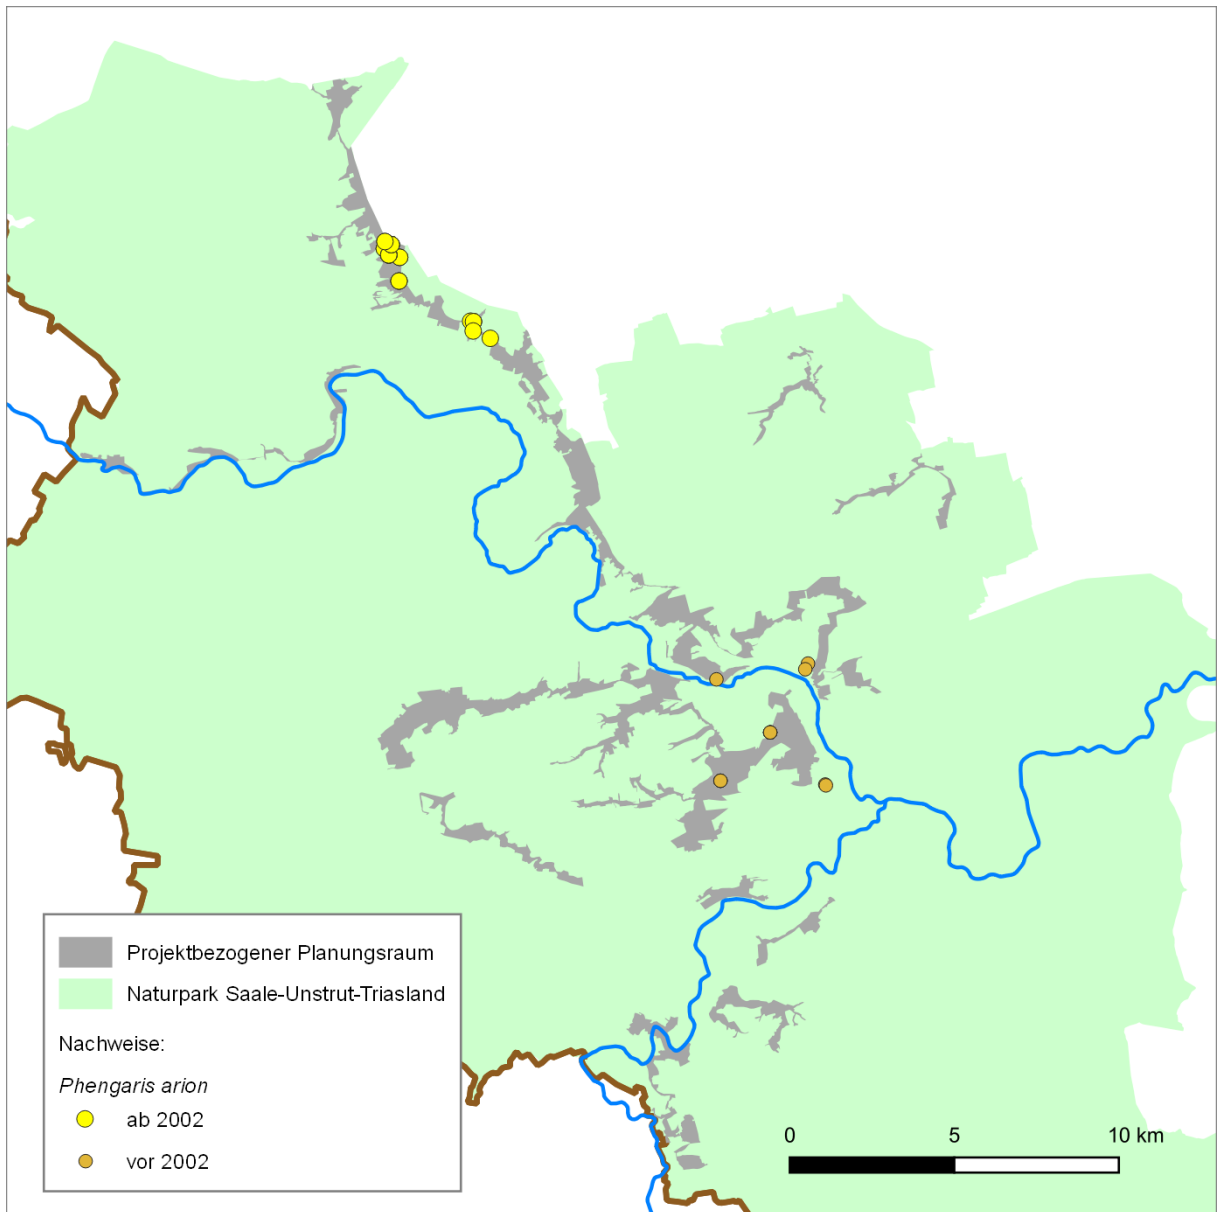 Projektbezogener Planungsraum
Naturpark Saale-Unstrut-Triasland
Nachweise:
Phengaris arion
ab 2002
vor 2002
0 5 10 km